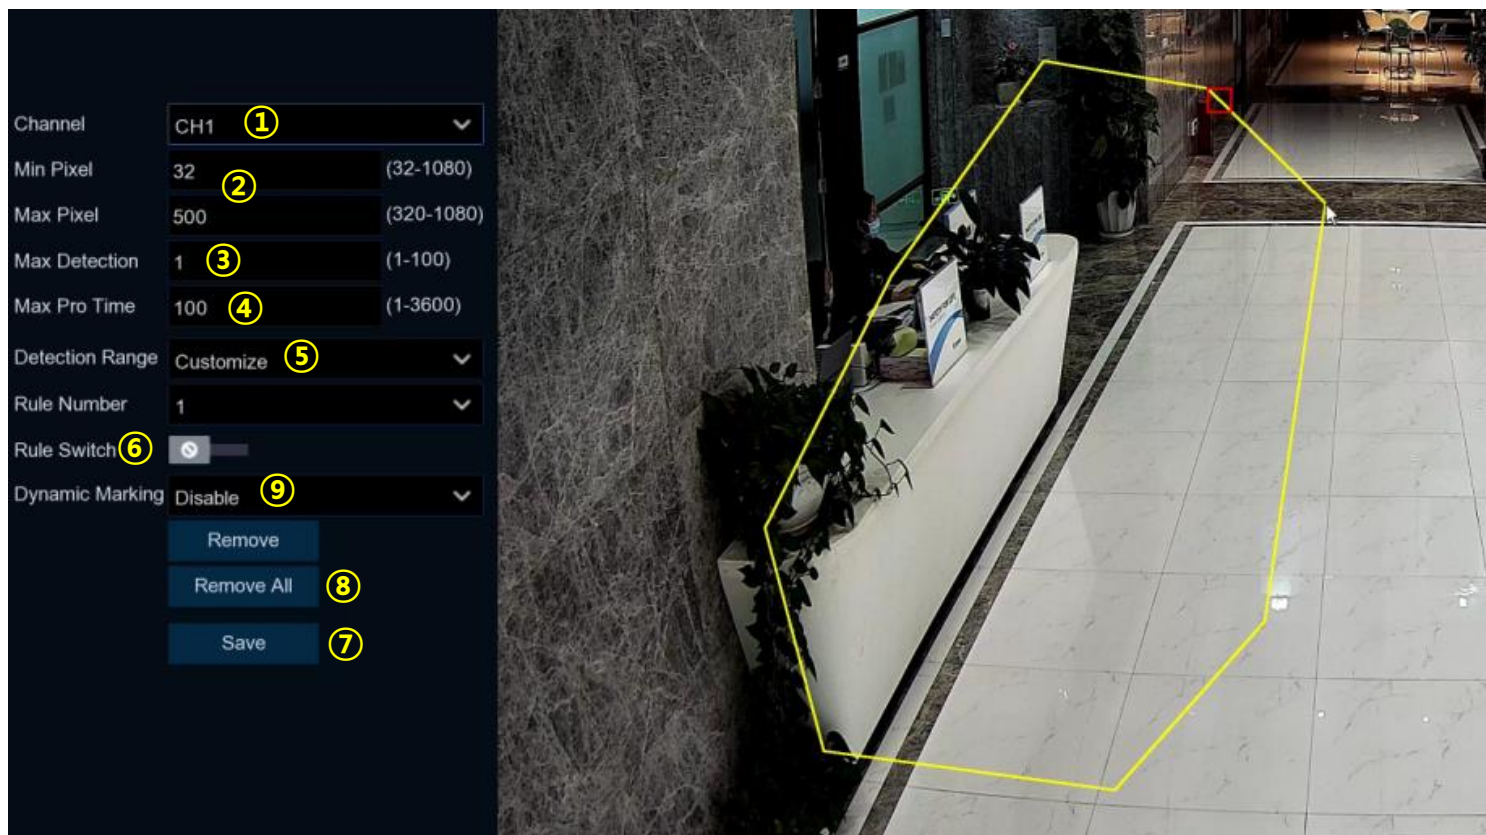 Channel CH1 ①
Min Pixel 32 (32-1080)
②
Max Pixel 500 (320-1080)
Max Detection 1 ③ (1-100)
Max Pro Time 100 ④ (1-3600)
Detection Range Customize ⑤
Rule Number 1
Rule Switch ⑥
Dynamic Marking Disable ⑨
Remove
Remove All ⑧
Save ⑦